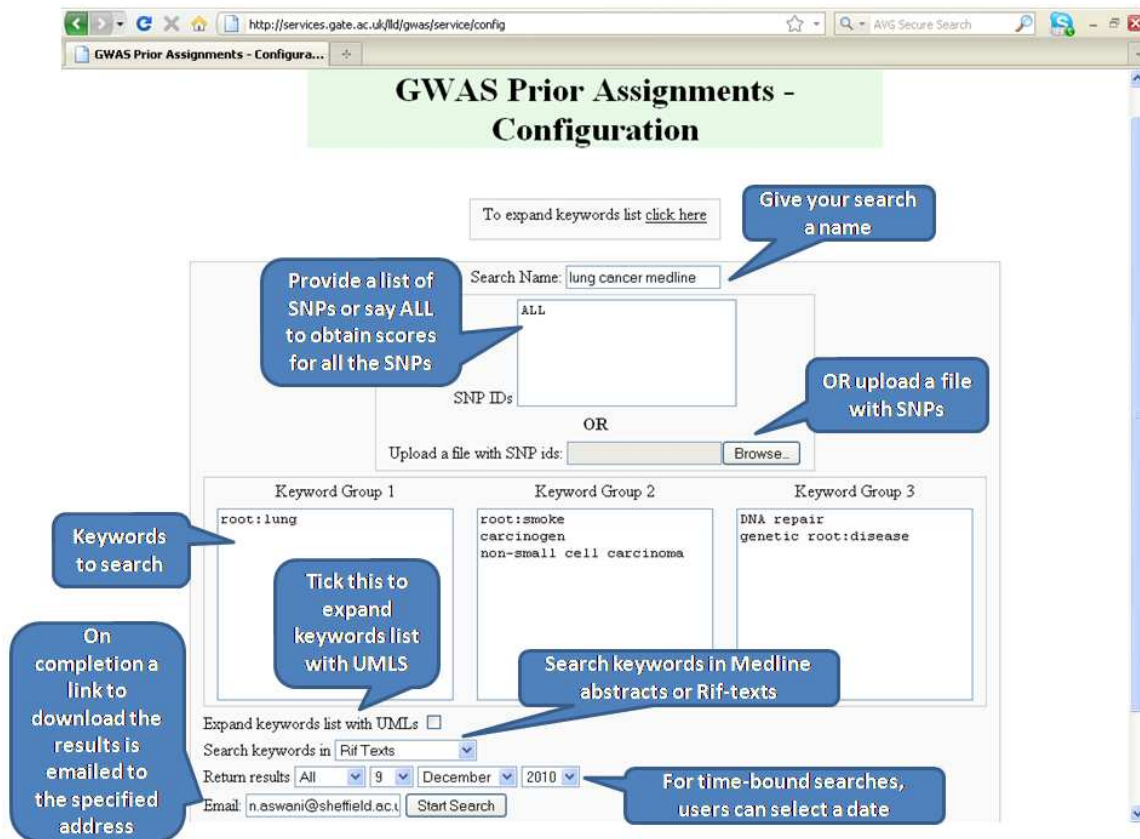 http://services.gate.ac.uk/lld/gwas/service/config
AVG Secure Search
GWAS Prior Assignments - Configura...
GWAS Prior Assignments -
Configuration
To expand keywords list click here
Give your search
a name
Search Name: lung cancer medline
Provide a list of
SNPs or say ALL
to obtain scores
for all the SNPs
ALL
SNP IDs
OR upload a file
with SNPs
OR
Upload a file with SNP ids: Browse...
Keyword Group 1
Keyword Group 2
Keyword Group 3
root:lung
root:smoke
carcinogen
non-small cell carcinoma
DNA repair
genetic root:disease
Keywords
to search
Tick this to
expand
keywords list
with UMLS
Search keywords in Medline
abstracts or Rif-texts
On
completion a
link to
download the
results is
emailed to
the specified
address
Expand keywords list with UMLs
Search keywords in Rif Texts
Return results All 9 December 2010
For time-bound searches,
users can select a date
Email: n.aswani@sheffield.ac.u Start Search